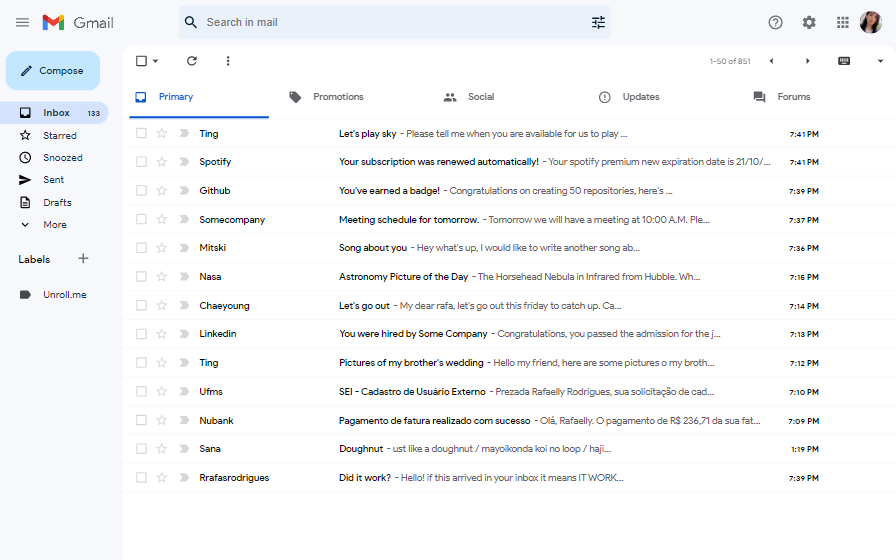 Gmail
Search in mail
Compose
1-50 of 851
Inbox 133
Starred
Snoozed
Sent
Drafts
More
Labels
Unroll.me
Primary Promotions Social Updates Forums
Ting Let's play sky - Please tell me when you are available for us to play ... 7:41 PM
Spotify Your subscription was renewed automatically! - Your spotify premium new expiration date is 21/10/... 7:41 PM
Github You've earned a badge! - Congratulations on creating 50 repositories, here's ... 7:39 PM
Somecompany Meeting schedule for tomorrow. - Tomorrow we will have a meeting at 10:00 A.M. Ple... 7:37 PM
Mitski Song about you - Hey what's up, I would like to write another song ab... 7:36 PM
Nasa Astronomy Picture of the Day - The Horsehead Nebula in Infrared from Hubble. Wh... 7:15 PM
Chaeyoung Let's go out - My dear rafa, let's go out this friday to catch up. Ca... 7:14 PM
Linkedin You were hired by Some Company - Congratulations, you passed the admission for the j... 7:13 PM
Ting Pictures of my brother's wedding - Hello my friend, here are some pictures o my broth... 7:12 PM
Ufms SEI - Cadastro de Usuário Externo - Prezada Rafaelly Rodrigues, sua solicitação de cad... 7:10 PM
Nubank Pagamento de fatura realizado com sucesso - Olá, Rafaelly. O pagamento de R$ 236,71 da sua fat... 7:09 PM
Sana Doughnut - ust like a doughnut / mayoikonda koi no loop / haji... 1:19 PM
Rrafasrodrigues Did it work? - Hello! if this arrived in your inbox it means IT WORK... 7:39 PM